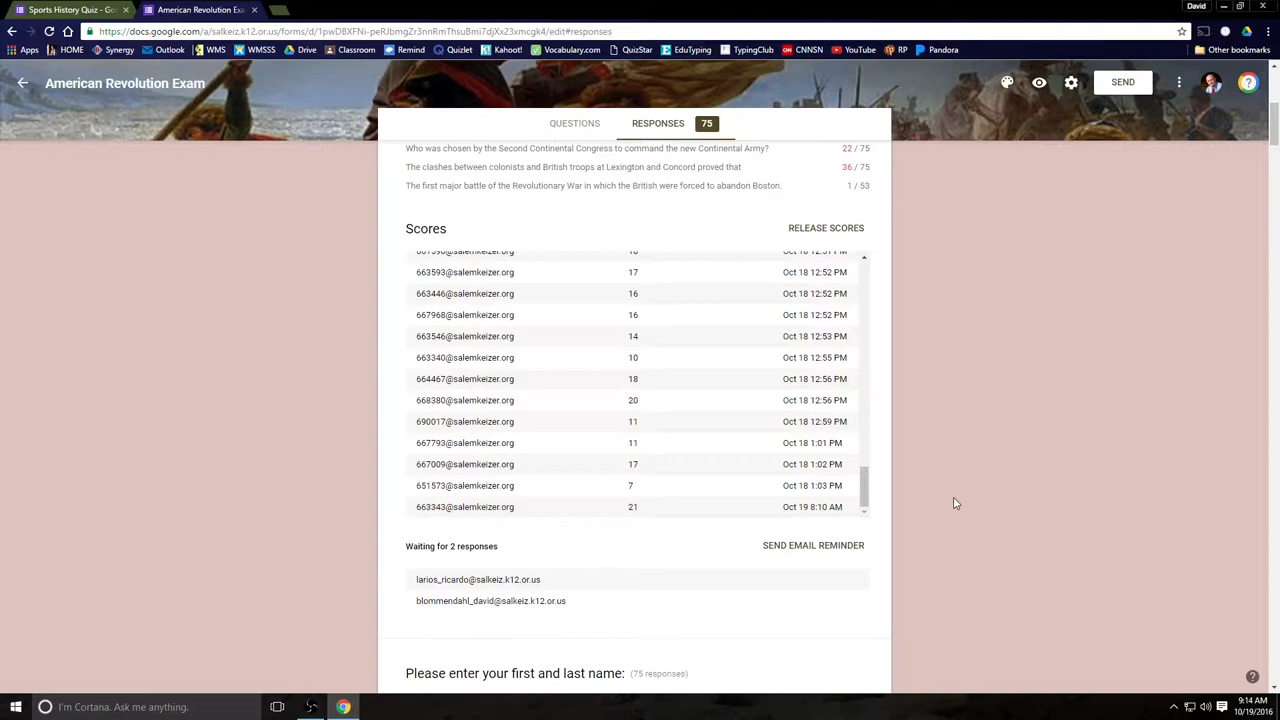 Sports History Quiz - Go
American Revolution Exam
David
https://docs.google.com/a/salkeiz.k12.or.us/forms/d/1pwDBXFNi-peRJbmgZr3nnRmThsuBmi7djXx23xmcgk4/edit#responses
Apps HOME Synergy Outlook WMS WMSSS Drive Classroom Remind Quizlet Kahoot! Vocabulary.com QuizStar EduTyping TypingClub CNNSN YouTube RP Pandora Other bookmarks
American Revolution Exam
SEND
QUESTIONS RESPONSES 75
Who was chosen by the Second Continental Congress to command the new Continental Army? 22 / 75
The clashes between colonists and British troops at Lexington and Concord proved that 36 / 75
The first major battle of the Revolutionary War in which the British were forced to abandon Boston. 1 / 53
Scores RELEASE SCORES
663593@salemkeizer.org 17 Oct 18 12:52 PM
663446@salemkeizer.org 16 Oct 18 12:52 PM
667968@salemkeizer.org 16 Oct 18 12:52 PM
663546@salemkeizer.org 14 Oct 18 12:53 PM
663340@salemkeizer.org 10 Oct 18 12:55 PM
664467@salemkeizer.org 18 Oct 18 12:56 PM
668380@salemkeizer.org 20 Oct 18 12:56 PM
690017@salemkeizer.org 11 Oct 18 12:59 PM
667793@salemkeizer.org 11 Oct 18 1:01 PM
667009@salemkeizer.org 17 Oct 18 1:02 PM
651573@salemkeizer.org 7 Oct 18 1:03 PM
663343@salemkeizer.org 21 Oct 19 8:10 AM
Waiting for 2 responses SEND EMAIL REMINDER
larios_ricardo@salkeiz.k12.or.us
blommendahl_david@salkeiz.k12.or.us
Please enter your first and last name: (75 responses)
I'm Cortana. Ask me anything.
9:14 AM
10/19/2016